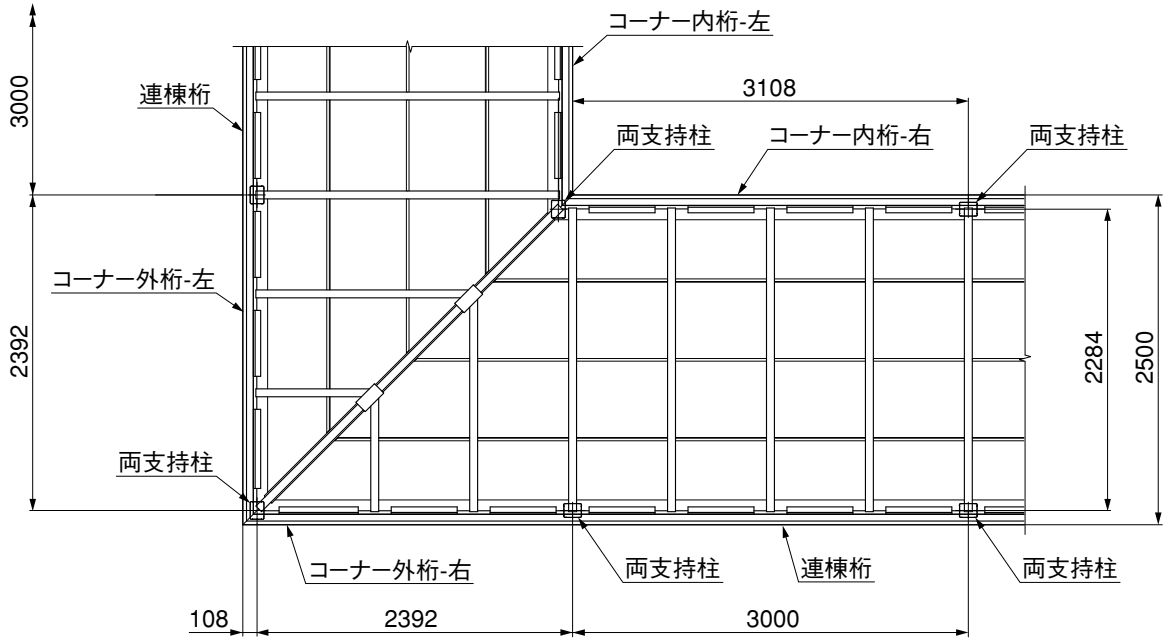 コーナー内桁-左
3000
連棟桁
3108
両支持柱
コーナー内桁-右
両支持柱
コーナー外桁-左
2392
2284
2500
両支持柱
コーナー外桁-右
両支持柱
連棟桁
両支持柱
108
2392
3000